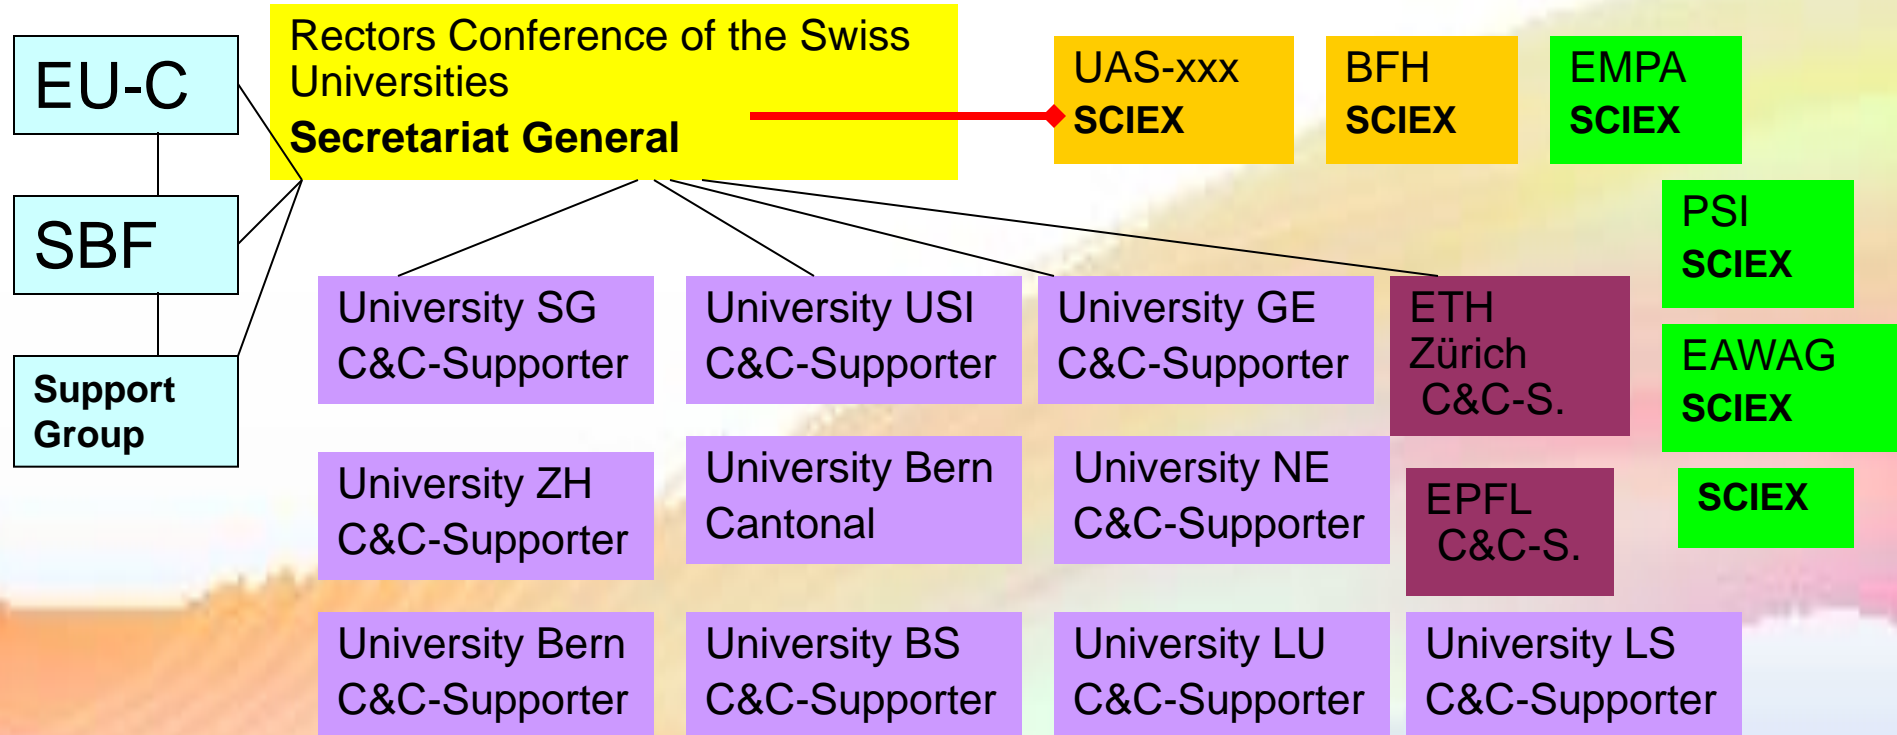 EU-C
Rectors Conference of the Swiss
Universities
Secretariat General
UAS-xxx
SCIEX
BFH
SCIEX
EMPA
SCIEX
SBF
PSI
SCIEX
Support
Group
University SG
C&C-Supporter
University USI
C&C-Supporter
University GE
C&C-Supporter
ETH
Zürich
C&C-S.
EAWAG
SCIEX
University ZH
C&C-Supporter
University Bern
Cantonal
University NE
C&C-Supporter
EPFL
C&C-S.
SCIEX
University Bern
C&C-Supporter
University BS
C&C-Supporter
University LU
C&C-Supporter
University LS
C&C-Supporter